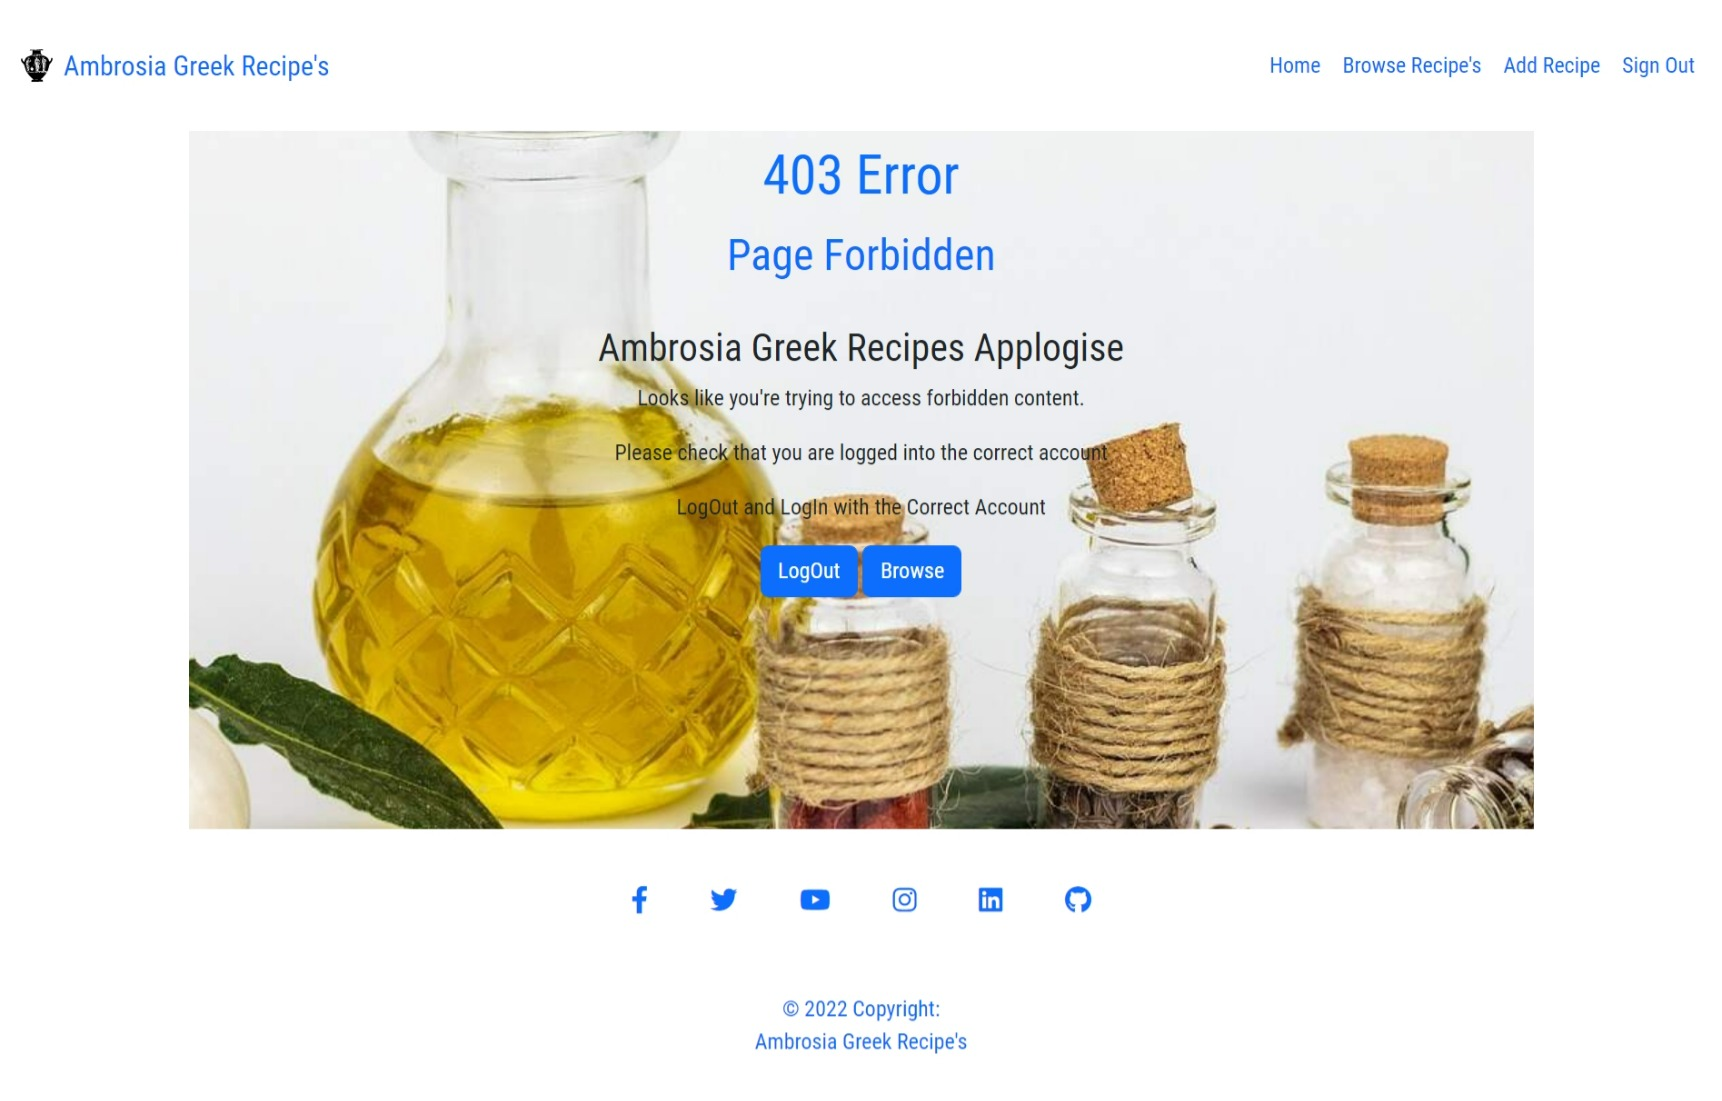 Ambrosia Greek Recipe's
Home Browse Recipe's Add Recipe Sign Out
403 Error
Page Forbidden
Ambrosia Greek Recipes Applogise
Looks like you're trying to access forbidden content.
Please check that you are logged into the correct account
LogOut and LogIn with the Correct Account
LogOut Browse
© 2022 Copyright:
Ambrosia Greek Recipe's